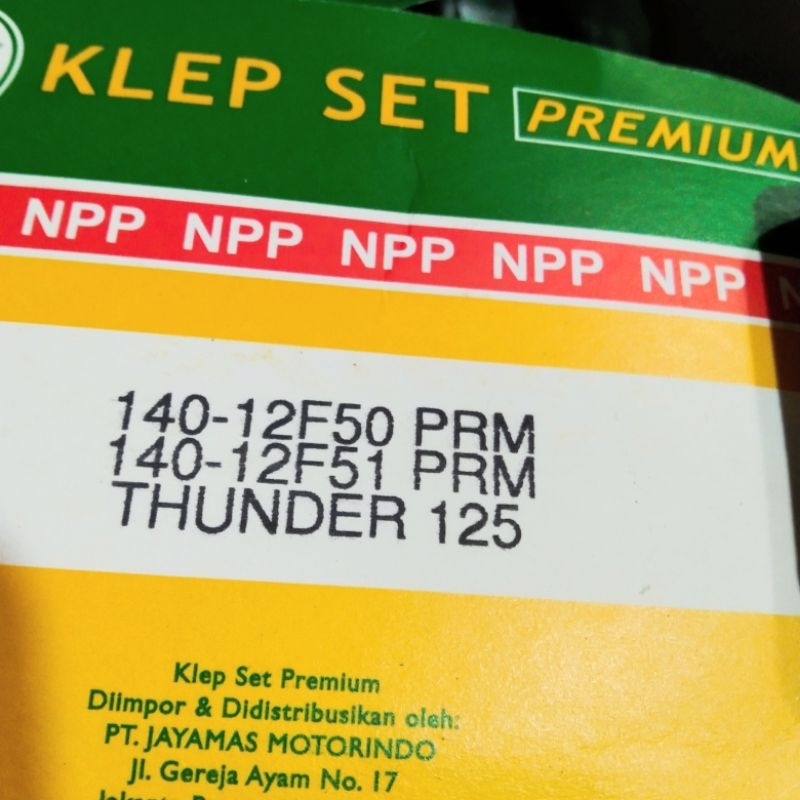 KLEP SET PREMIUM
NPP NPP NPP NPP NPP
140-12F50 PRM
140-12F51 PRM
THUNDER 125
Klep Set Premium
Diimpor & Didistribusikan oleh:
PT. JAYAMAS MOTORINDO
Jl. Gereja Ayam No. 17